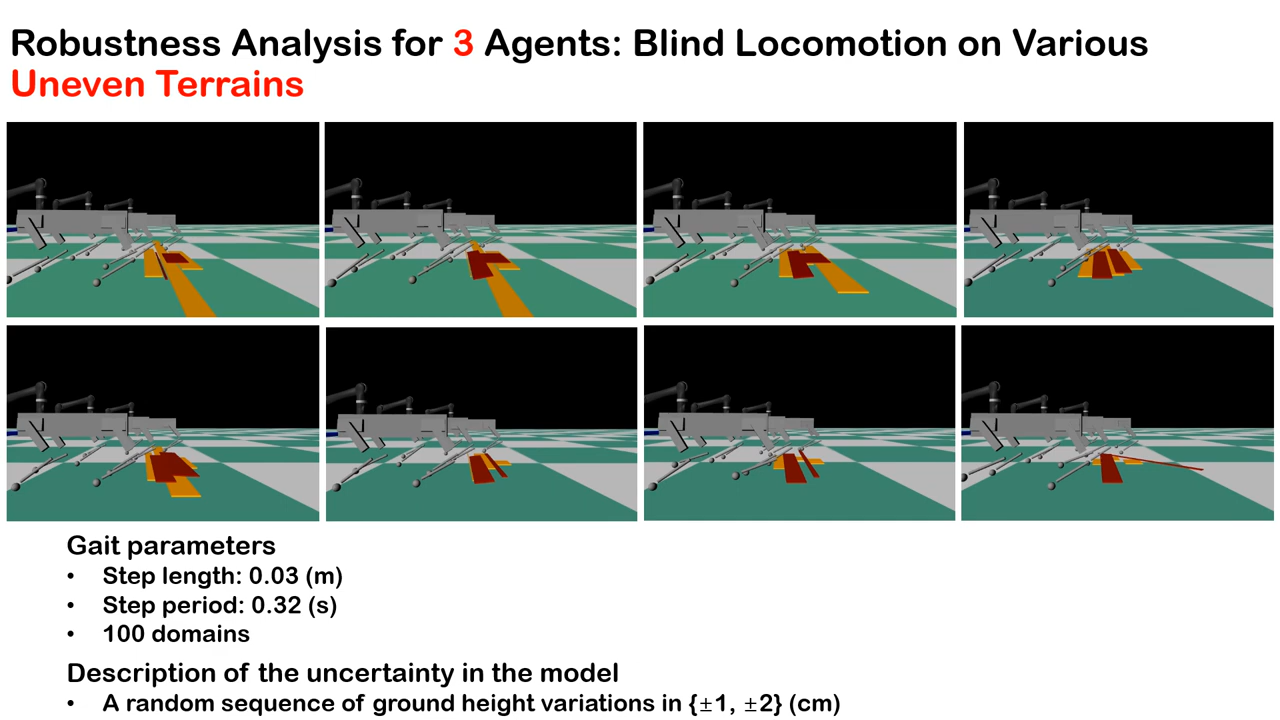 Robustness Analysis for 3 Agents: Blind Locomotion on Various
Uneven Terrains
Gait parameters
• Step length: 0.03 (m)
• Step period: 0.32 (s)
• 100 domains
Description of the uncertainty in the model
• A random sequence of ground height variations in {±1, ±2} (cm)